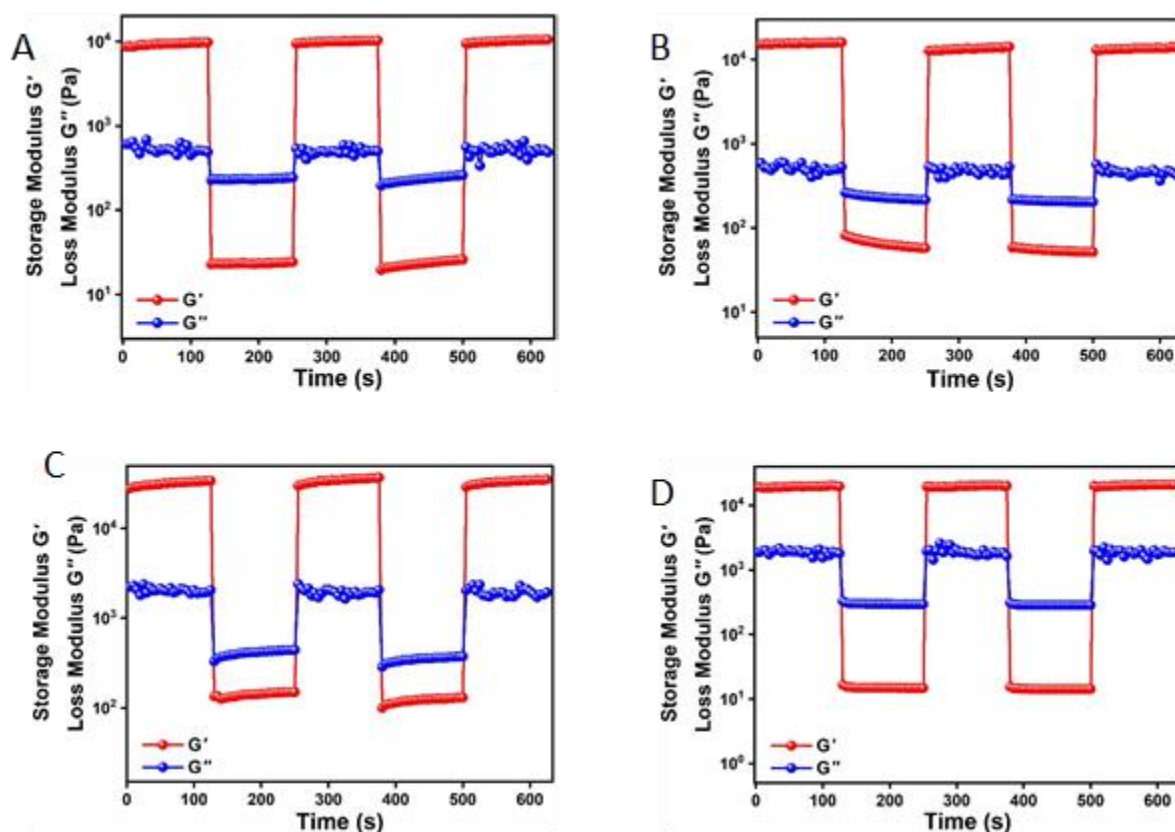 A
Storage Modulus G′
Loss Modulus G″ (Pa)
10⁴
10³
10²
10¹
G′
G″
0 100 200 300 400 500 600
Time (s)
B
Storage Modulus G′
Loss Modulus G″ (Pa)
10⁴
10³
10²
10¹
G′
G″
0 100 200 300 400 500 600
Time (s)
C
Storage Modulus G′
Loss Modulus G″ (Pa)
10⁴
10³
10²
G′
G″
0 100 200 300 400 500 600
Time (s)
D
Storage Modulus G′
Loss Modulus G″ (Pa)
10⁴
10³
10²
10¹
10⁰
G′
G″
0 100 200 300 400 500 600
Time (s)